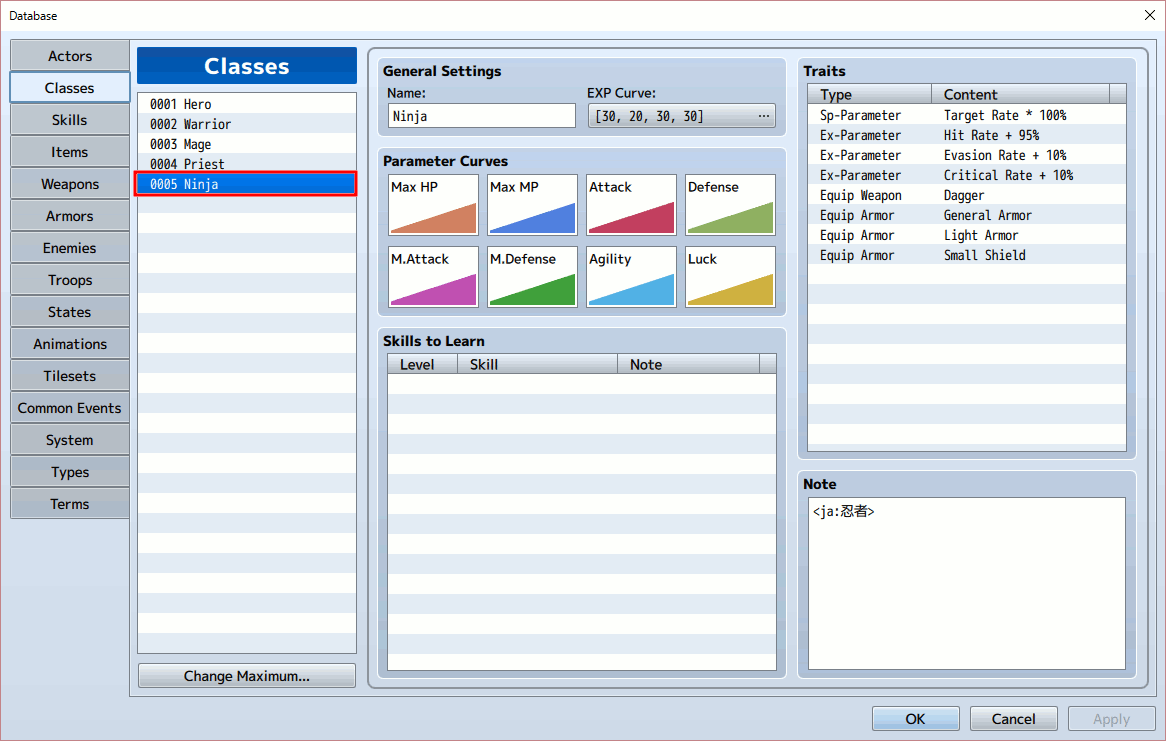 Database
Actors
Classes
Skills
Items
Weapons
Armors
Enemies
Troops
States
Animations
Tilesets
Common Events
System
Types
Terms
Classes
0001 Hero
0002 Warrior
0003 Mage
0004 Priest
0005 Ninja
Change Maximum...
General Settings
Name:
EXP Curve:
Ninja
[30, 20, 30, 30]
...
Parameter Curves
Max HP
Max MP
Attack
Defense
M.Attack
M.Defense
Agility
Luck
Skills to Learn
Level Skill Note
Traits
Type Content
Sp-Parameter Target Rate * 100%
Ex-Parameter Hit Rate + 95%
Ex-Parameter Evasion Rate + 10%
Ex-Parameter Critical Rate + 10%
Equip Weapon Dagger
Equip Armor General Armor
Equip Armor Light Armor
Equip Armor Small Shield
Note
<ja:忍者>
OK
Cancel
Apply